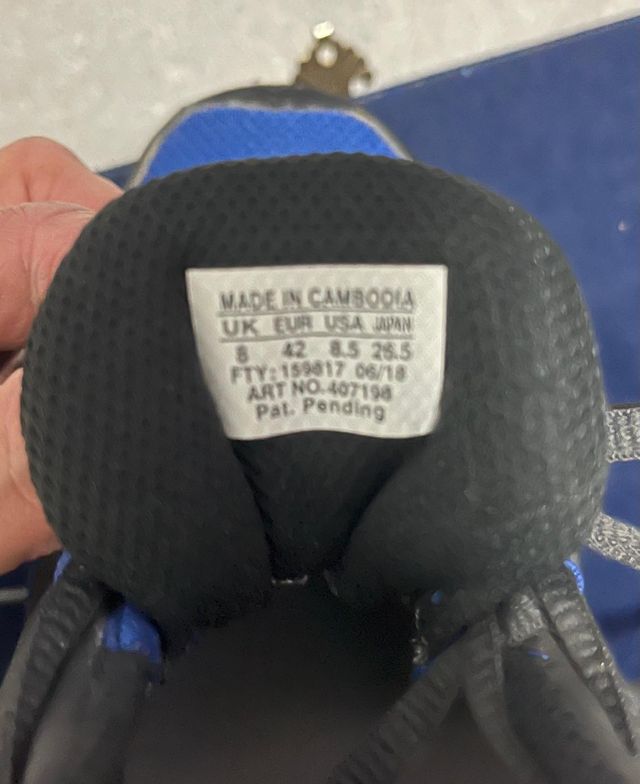 MADE IN CAMBODIA
UK EUR USA JAPAN
8 42 8.5 26.5
FTY: 159817 06/18
ART NO. 407198
Pat. Pending